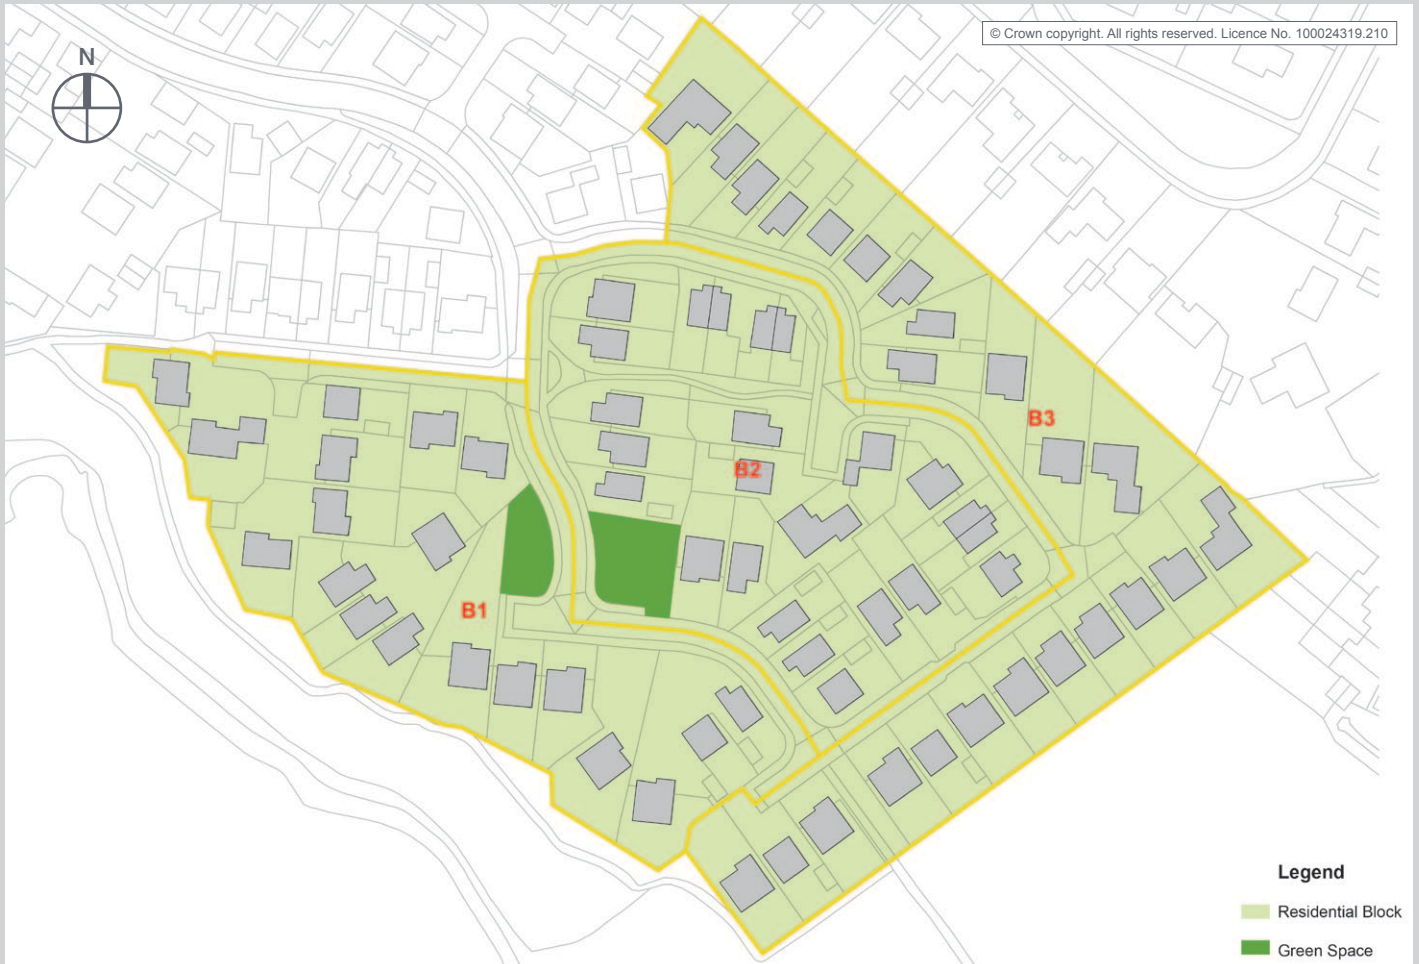 © Crown copyright. All rights reserved. Licence No. 100024319.210
N
B3
B2
B1
Legend
Residential Block
Green Space